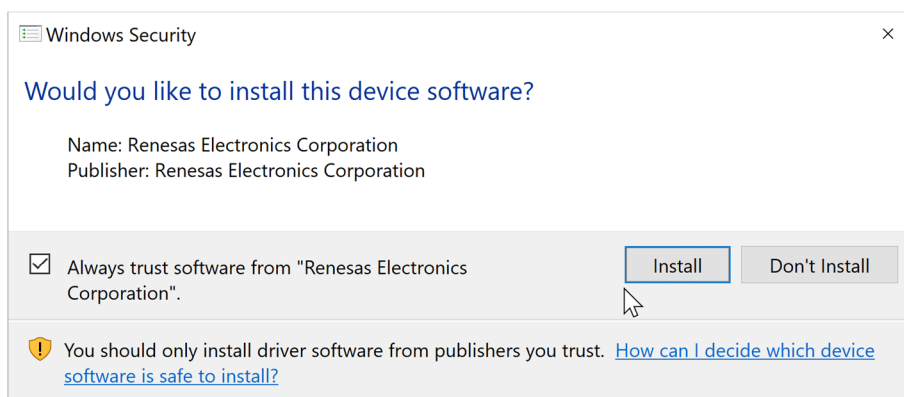 Windows Security
Would you like to install this device software?
Name: Renesas Electronics Corporation
Publisher: Renesas Electronics Corporation
Always trust software from "Renesas Electronics
Corporation".
Install
Don't Install
You should only install driver software from publishers you trust. How can I decide which device
software is safe to install?